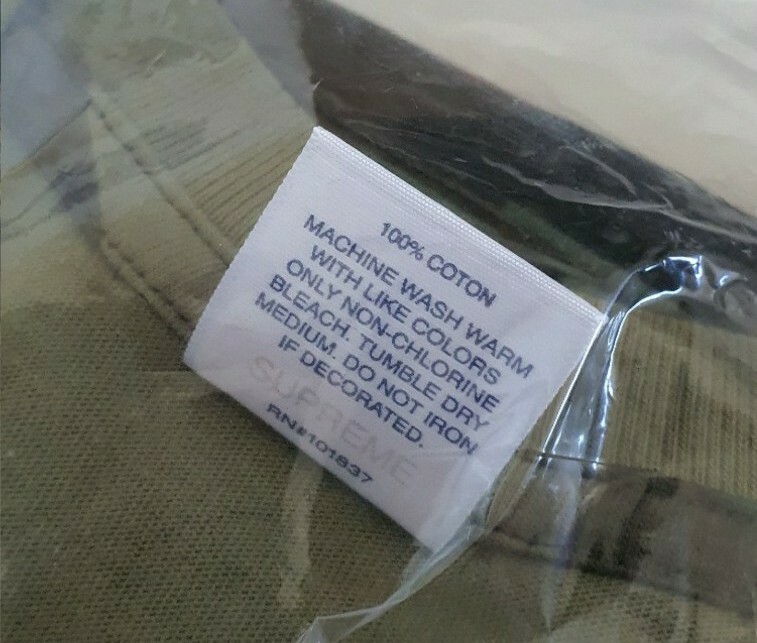 100% COTON
MACHINE WASH WARM
WITH LIKE COLORS
ONLY NON-CHLORINE
BLEACH. TUMBLE DRY
MEDIUM. DO NOT IRON
IF DECORATED.
SUPREME
RN#101837